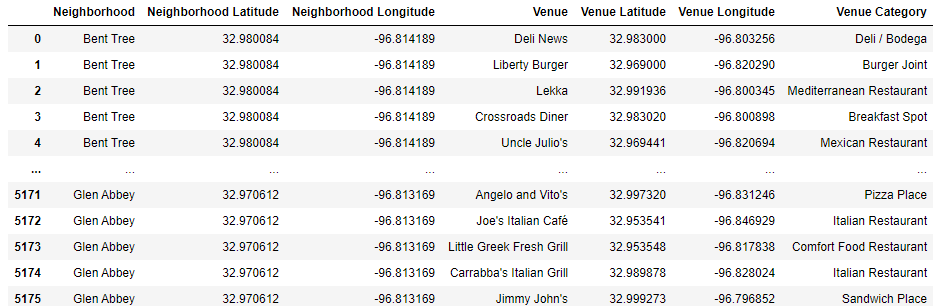 Neighborhood Neighborhood Latitude Neighborhood Longitude Venue Venue Latitude Venue Longitude Venue Category
0 Bent Tree 32.980084 -96.814189 Deli News 32.983000 -96.803256 Deli / Bodega
1 Bent Tree 32.980084 -96.814189 Liberty Burger 32.969000 -96.820290 Burger Joint
2 Bent Tree 32.980084 -96.814189 Lekka 32.991936 -96.800345 Mediterranean Restaurant
3 Bent Tree 32.980084 -96.814189 Crossroads Diner 32.983020 -96.800898 Breakfast Spot
4 Bent Tree 32.980084 -96.814189 Uncle Julio's 32.969441 -96.820694 Mexican Restaurant
... ... ... ... ... ... ... ...
5171 Glen Abbey 32.970612 -96.813169 Angelo and Vito's 32.997320 -96.831246 Pizza Place
5172 Glen Abbey 32.970612 -96.813169 Joe's Italian Café 32.953541 -96.846929 Italian Restaurant
5173 Glen Abbey 32.970612 -96.813169 Little Greek Fresh Grill 32.953548 -96.817838 Comfort Food Restaurant
5174 Glen Abbey 32.970612 -96.813169 Carrabba's Italian Grill 32.989878 -96.828024 Italian Restaurant
5175 Glen Abbey 32.970612 -96.813169 Jimmy John's 32.999273 -96.796852 Sandwich Place